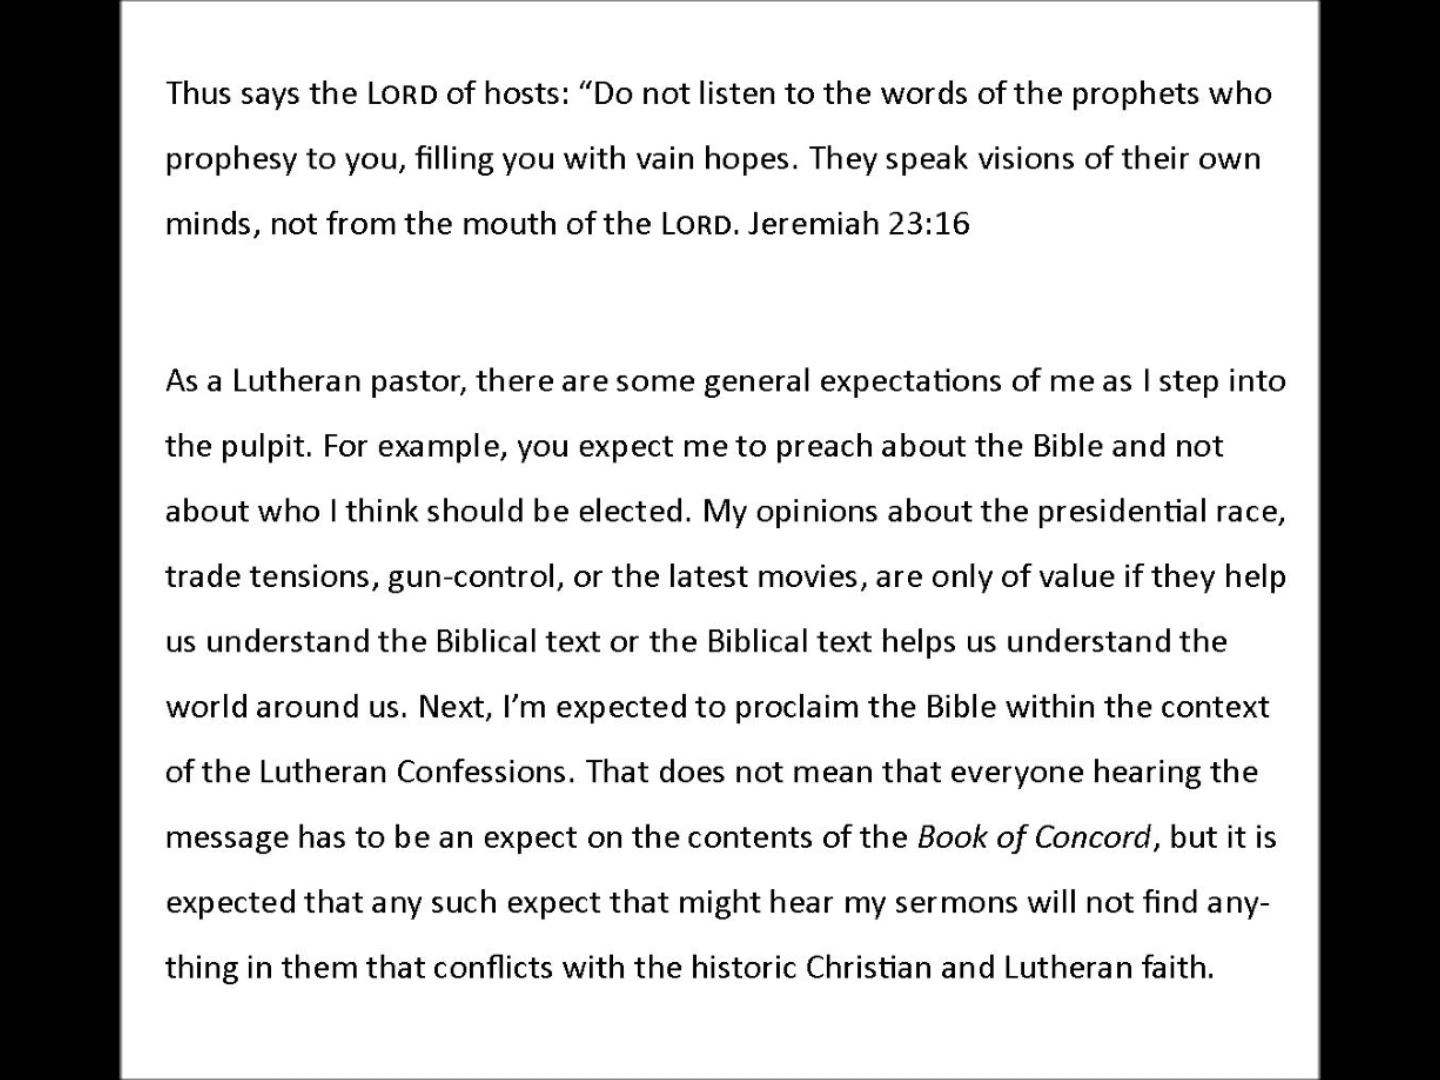 Thus says the LORD of hosts: “Do not listen to the words of the prophets who
prophesy to you, filling you with vain hopes. They speak visions of their own
minds, not from the mouth of the LORD. Jeremiah 23:16
As a Lutheran pastor, there are some general expectations of me as I step into
the pulpit. For example, you expect me to preach about the Bible and not
about who I think should be elected. My opinions about the presidential race,
trade tensions, gun-control, or the latest movies, are only of value if they help
us understand the Biblical text or the Biblical text helps us understand the
world around us. Next, I’m expected to proclaim the Bible within the context
of the Lutheran Confessions. That does not mean that everyone hearing the
message has to be an expect on the contents of the Book of Concord, but it is
expected that any such expect that might hear my sermons will not find any-
thing in them that conflicts with the historic Christian and Lutheran faith.